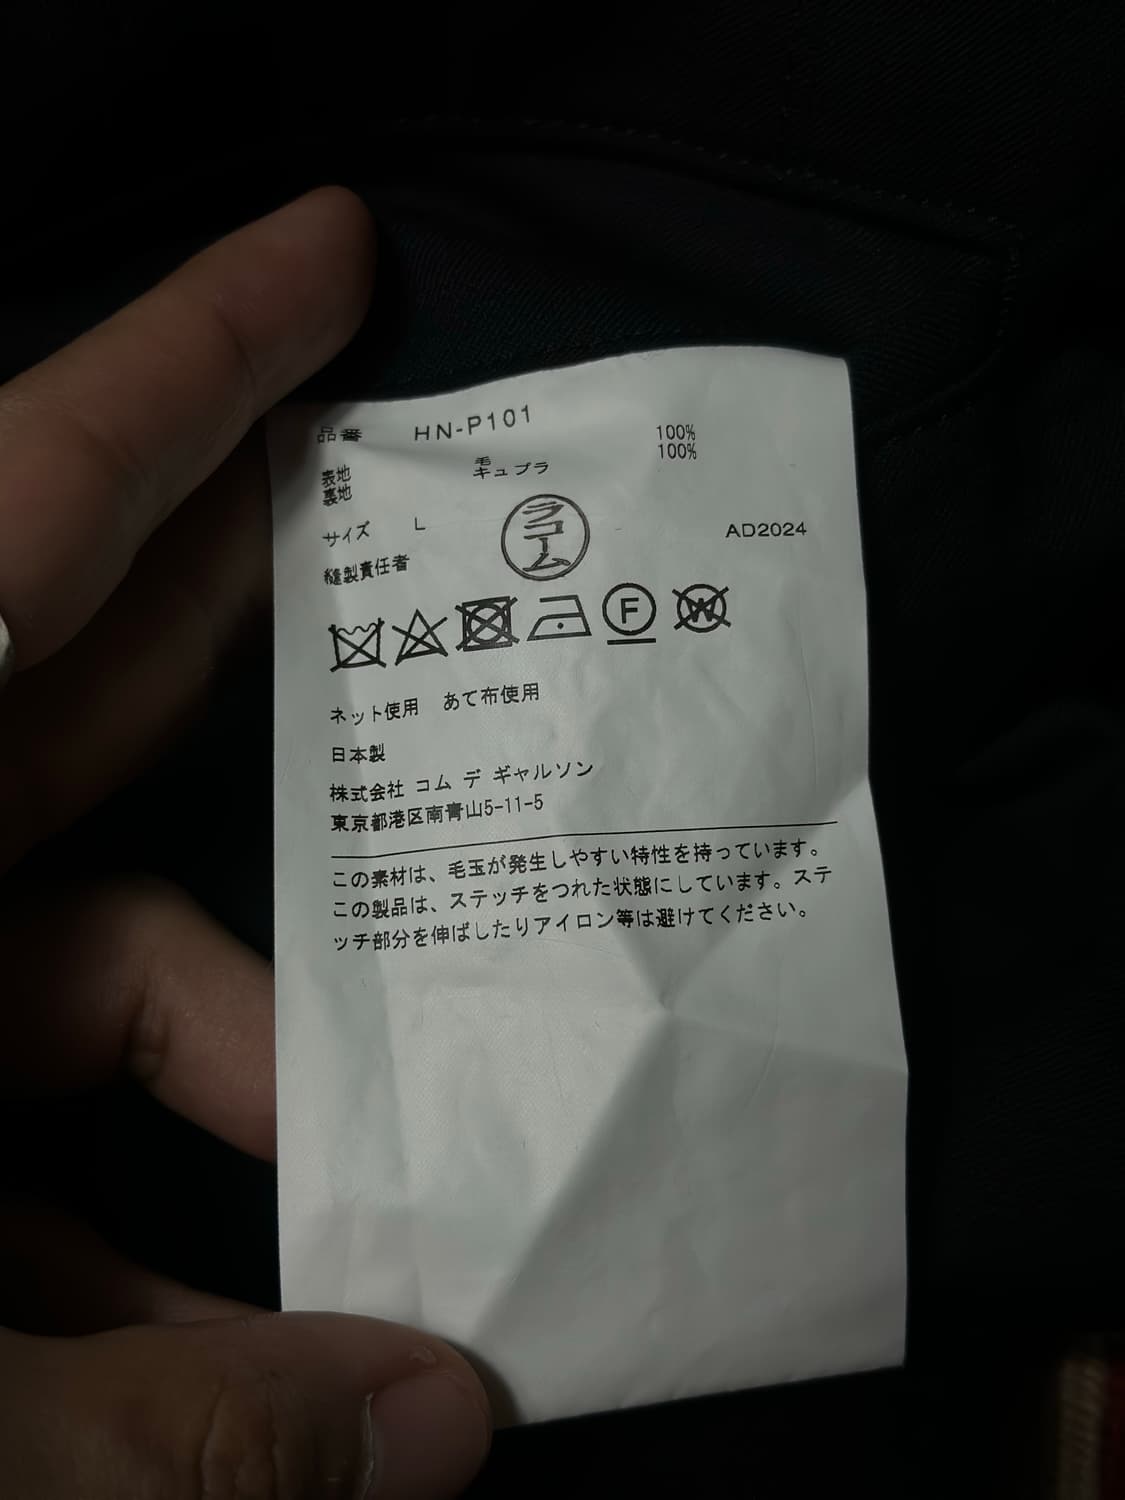 品番 HN-P101
表地 毛 100%
裏地 キュプラ 100%
サイズ L
ラコーム
AD2024
縫製責任者
F
W
ネット使用 あて布使用
日本製
株式会社 コム デ ギャルソン
東京都港区南青山5-11-5
この素材は、毛玉が発生しやすい特性を持っています。
この製品は、ステッチをつれた状態にしています。ステ
ッチ部分を伸ばしたりアイロン等は避けてください。